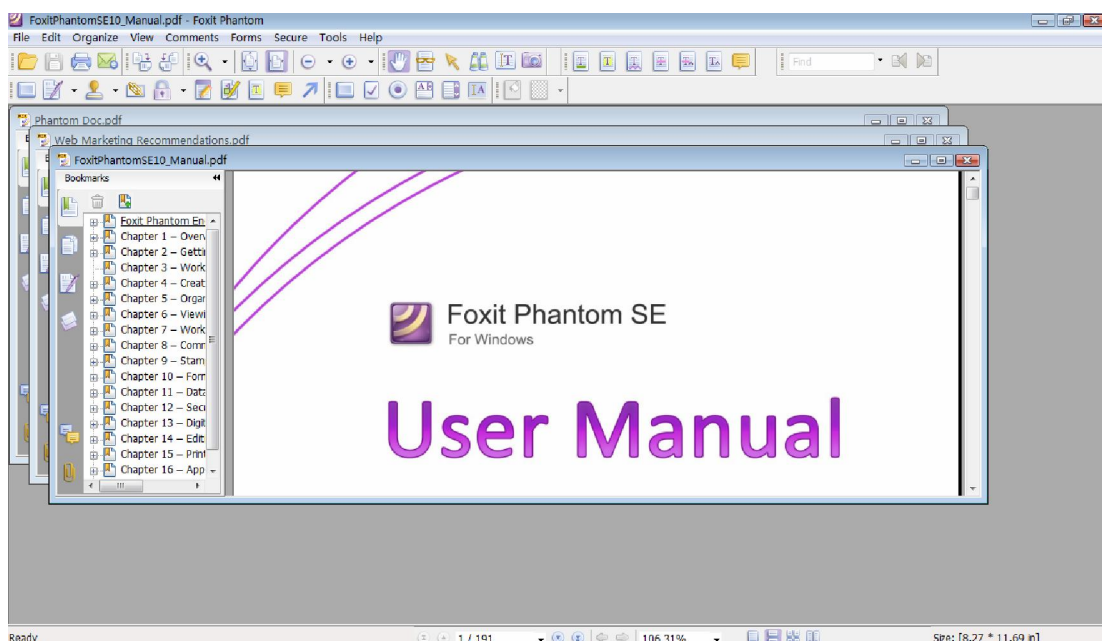 FoxitPhantomSE10_Manual.pdf - Foxit Phantom
File Edit Organize View Comments Forms Secure Tools Help
Find
Phantom Doc.pdf
Web Marketing Recommendations.pdf
FoxitPhantomSE10_Manual.pdf
Bookmarks
Foxit Phantom En
Chapter 1 – Overv
Chapter 2 – Gettin
Chapter 3 – Work
Chapter 4 – Creat
Chapter 5 – Organ
Chapter 6 – Viewi
Chapter 7 – Work
Chapter 8 – Comm
Chapter 9 – Stam
Chapter 10 – Form
Chapter 11 – Data
Chapter 12 – Secu
Chapter 13 – Digit
Chapter 14 – Editi
Chapter 15 – Print
Chapter 16 – App
Foxit Phantom SE
For Windows
User Manual
Ready
1 / 191
106.31%
Size: [8.27 * 11.69 in]